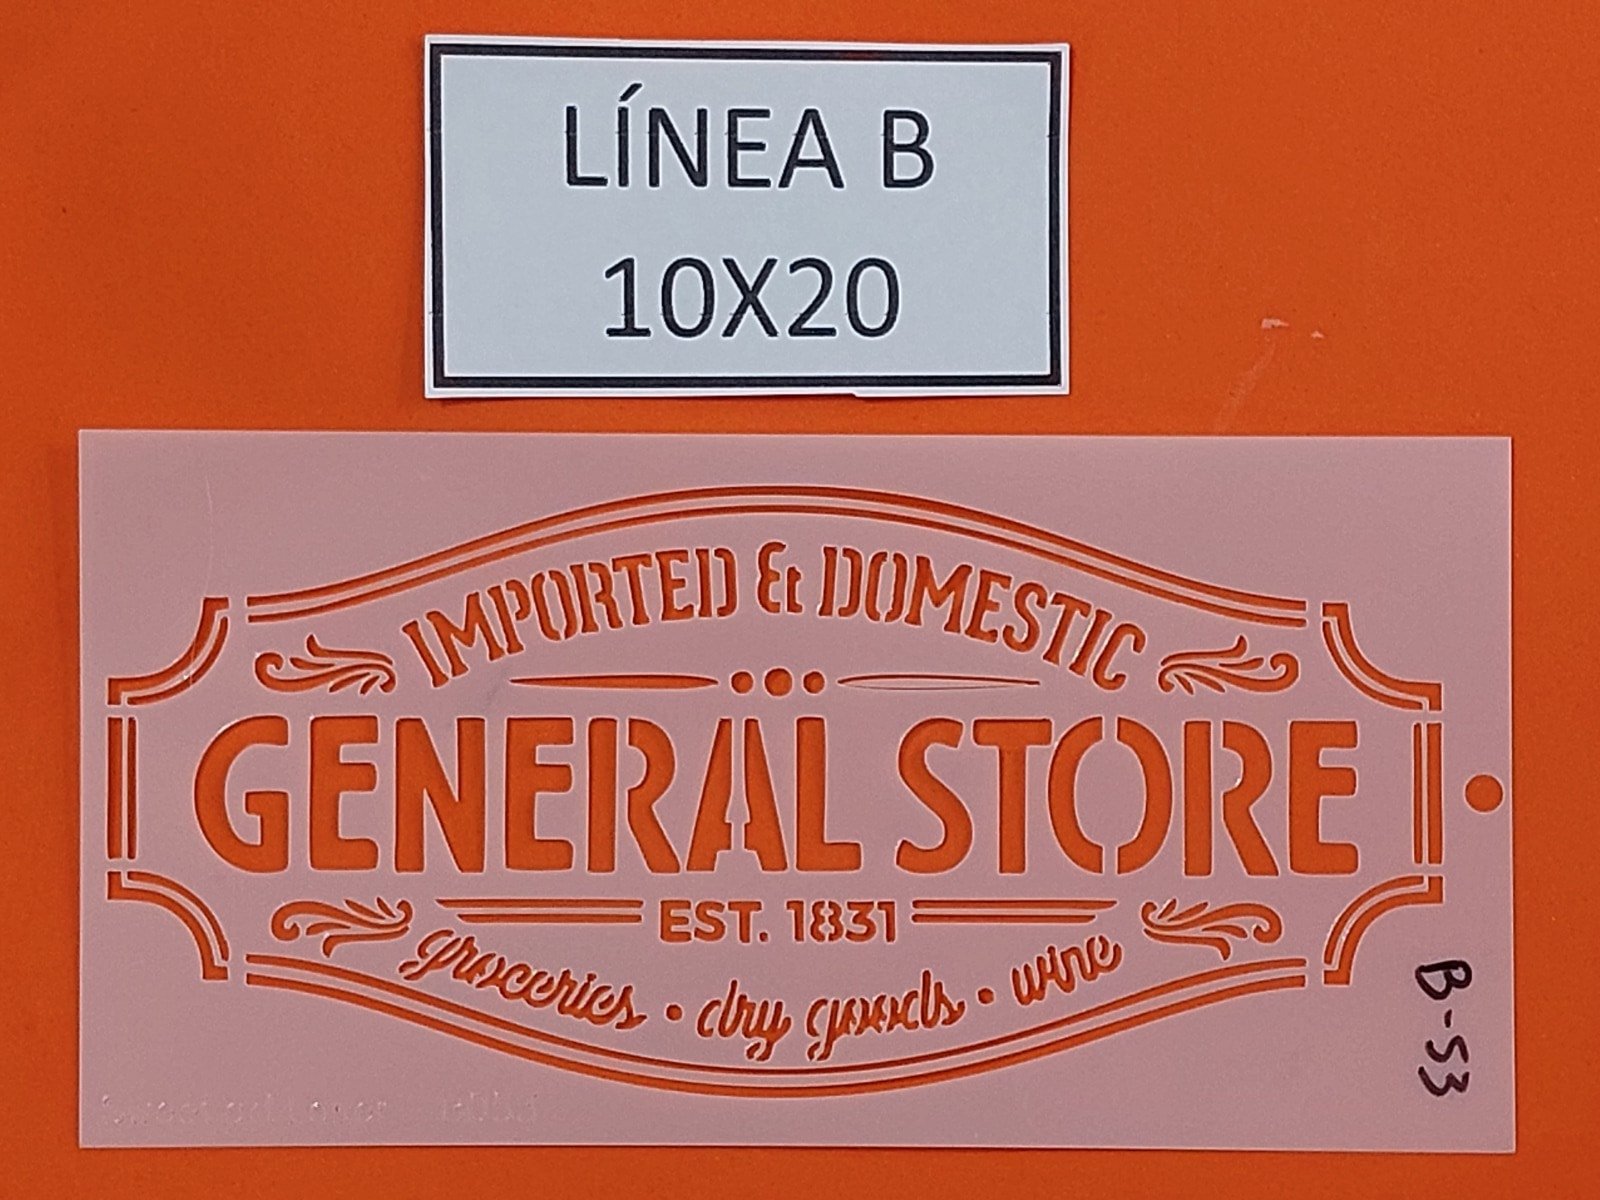 LÍNEA B
10X20
IMPORTED & DOMESTIC
GENERAL STORE
EST. 1831
groceries • dry goods • wine
B-53